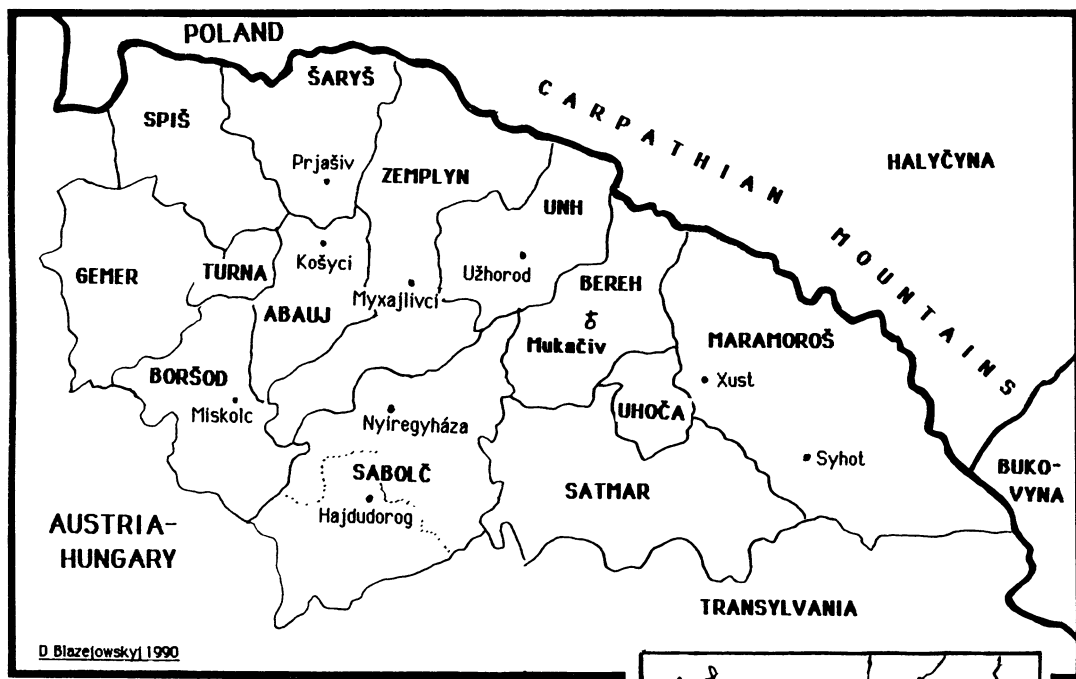 POLAND
ŠARYŠ
CARPATHIAN MOUNTAINS
SPIŠ
HALYČYNA
Prjašiv
ZEMPLYN
UNH
Košyci
GEMER
TURNA
Užhorod
BEREH
Myxajlivci
ABAUJ
Mukačiv
MARAMOROŠ
BORŠOD
Xust
Miskolc
Nyíregyháza
UHOČA
Syhot
SABOLČ
BUKO-
VYNA
SATMAR
Hajdudorog
AUSTRIA-
HUNGARY
TRANSYLVANIA
D Blazejowskyj 1990